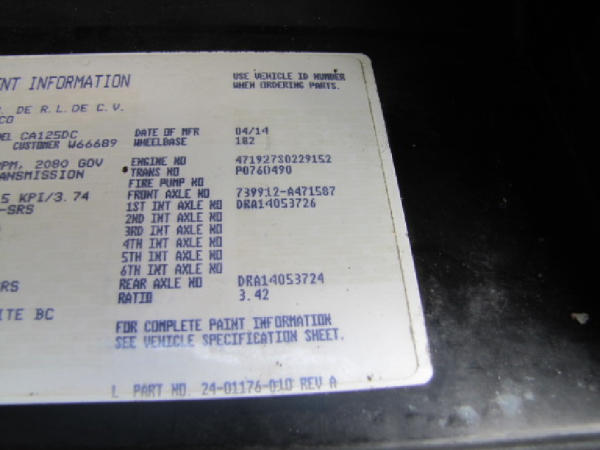 ENT INFORMATION
USE VEHICLE ID NUMBER
WHEN ORDERING PARTS.
. DE R.L.DE C.V.
CO
DEL CA125DC DATE OF MFR 04/14
CUSTOMER W66689 WHEELBASE 182
PM, 2080 GOV ENGINE NO 471927S0229152
TRANSMISSION TRANS NO P0760490
FIRE PUMP NO
5 KPI/3.74 FRONT AXLE NO 739912-A471587
-SRS 1ST INT AXLE NO DRA14053726
2ND INT AXLE NO
3RD INT AXLE NO
4TH INT AXLE NO
5TH INT AXLE NO
6TH INT AXLE NO
RS REAR AXLE NO DRA14053724
RATIO 3.42
ITE BC
FOR COMPLETE PAINT INFORMATION
SEE VEHICLE SPECIFICATION SHEET.
L PART NO. 24-01176-010 REV A